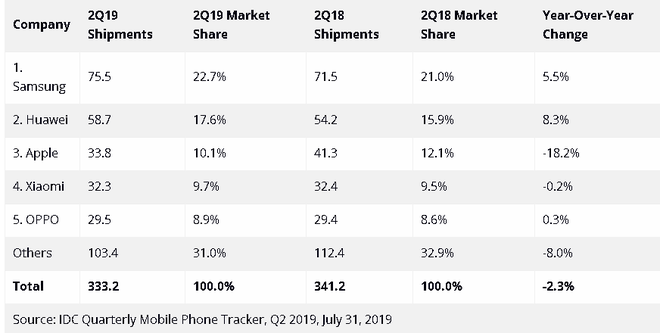 Company 2Q19 Shipments 2Q19 Market Share 2Q18 Shipments 2Q18 Market Share Year-Over-Year Change
1. Samsung 75.5 22.7% 71.5 21.0% 5.5%
2. Huawei 58.7 17.6% 54.2 15.9% 8.3%
3. Apple 33.8 10.1% 41.3 12.1% -18.2%
4. Xiaomi 32.3 9.7% 32.4 9.5% -0.2%
5. OPPO 29.5 8.9% 29.4 8.6% 0.3%
Others 103.4 31.0% 112.4 32.9% -8.0%
Total 333.2 100.0% 341.2 100.0% -2.3%
Source: IDC Quarterly Mobile Phone Tracker, Q2 2019, July 31, 2019